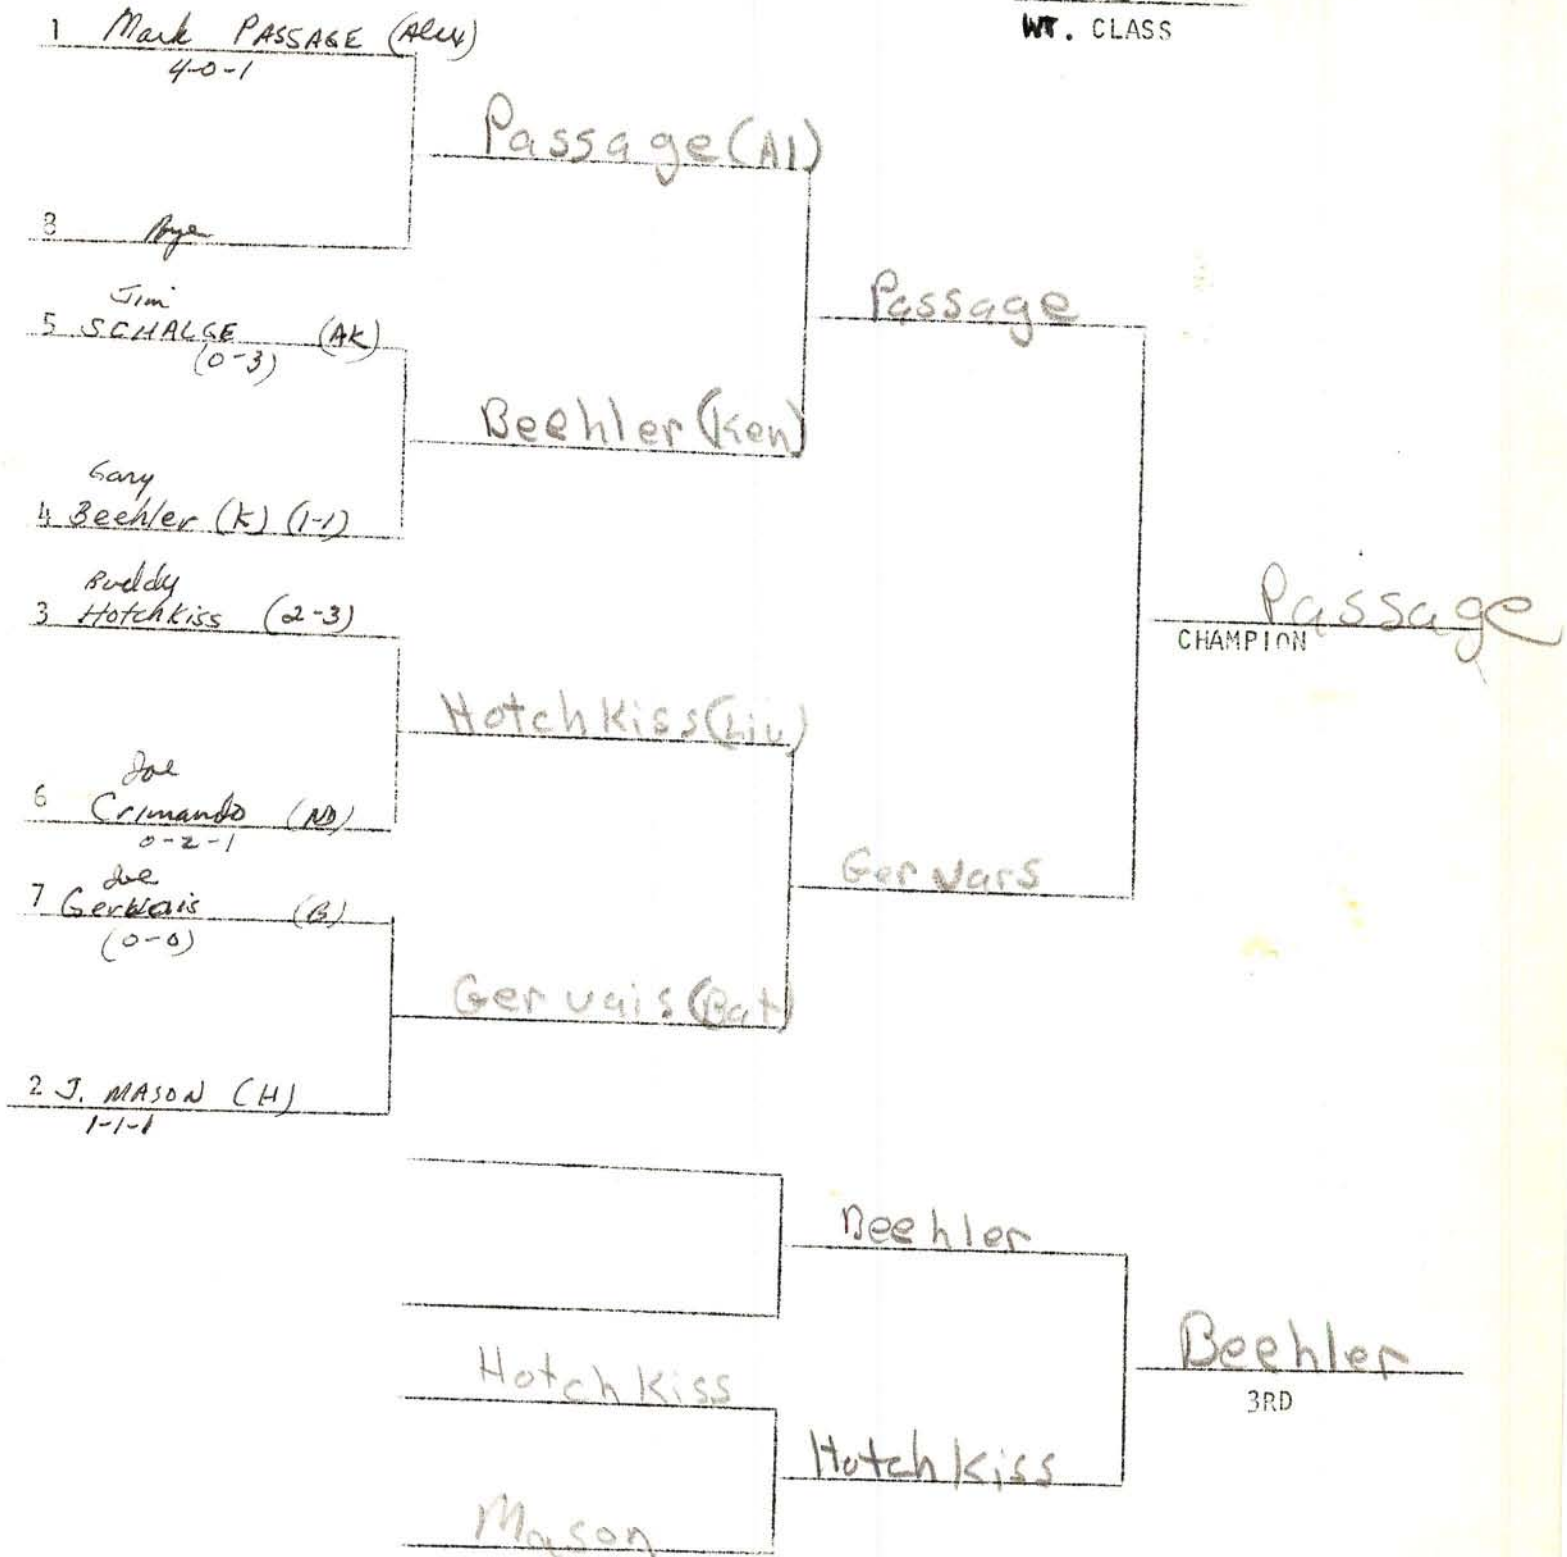 WT. CLASS
1 Mark PASSAGE (Alex)
4-0-1
Passage (Al)
8 Bye
Jim
5 SCHALGE (AK)
(0-3)
Passage
Beehler (Ken)
Gary
4 Beehler (K) (1-1)
Buddy
3 Hotchkiss (2-3)
Passage
CHAMPION
Hotchkiss (Liv)
Joe
6 Crimando (ND)
0-2-1
Joe
7 Gervais (B)
(0-0)
Gervars
Gervais (Bat)
2 J. MASON (H)
1-1-1
Beehler
Hotchkiss
Beehler
3RD
Hotchkiss
Mason